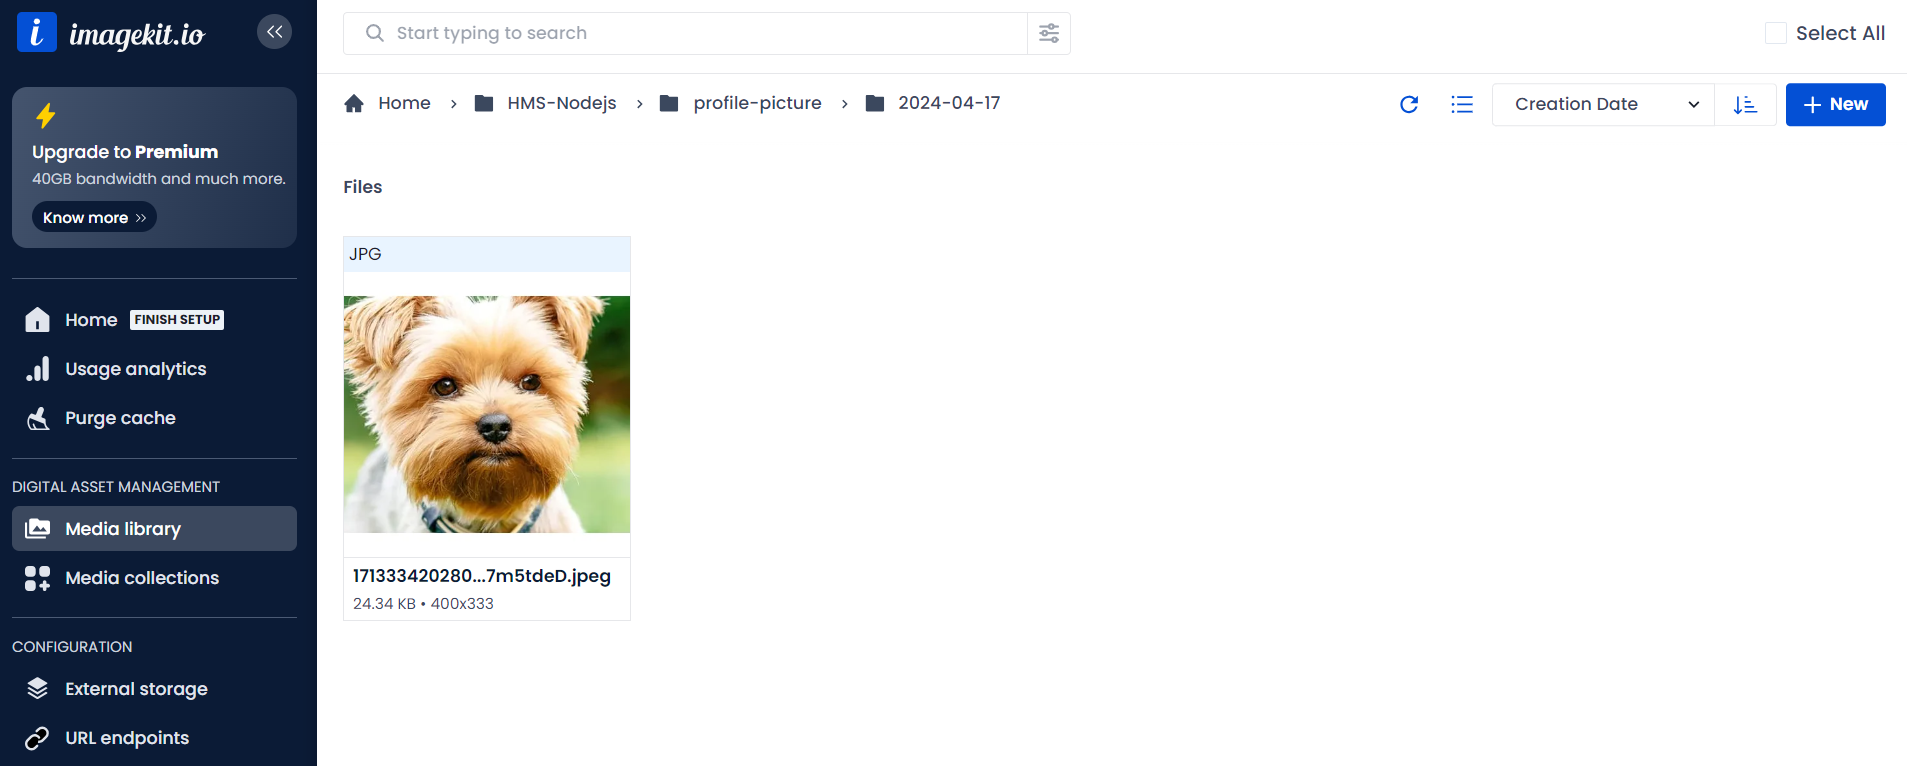 i imagekit.io
Upgrade to Premium
40GB bandwidth and much more.
Know more
Home FINISH SETUP
Usage analytics
Purge cache
DIGITAL ASSET MANAGEMENT
Media library
Media collections
CONFIGURATION
External storage
URL endpoints
Start typing to search
Select All
Home > HMS-Nodejs > profile-picture > 2024-04-17
Creation Date
+ New
Files
JPG
171333420280...7m5tdeD.jpeg
24.34 KB • 400x333